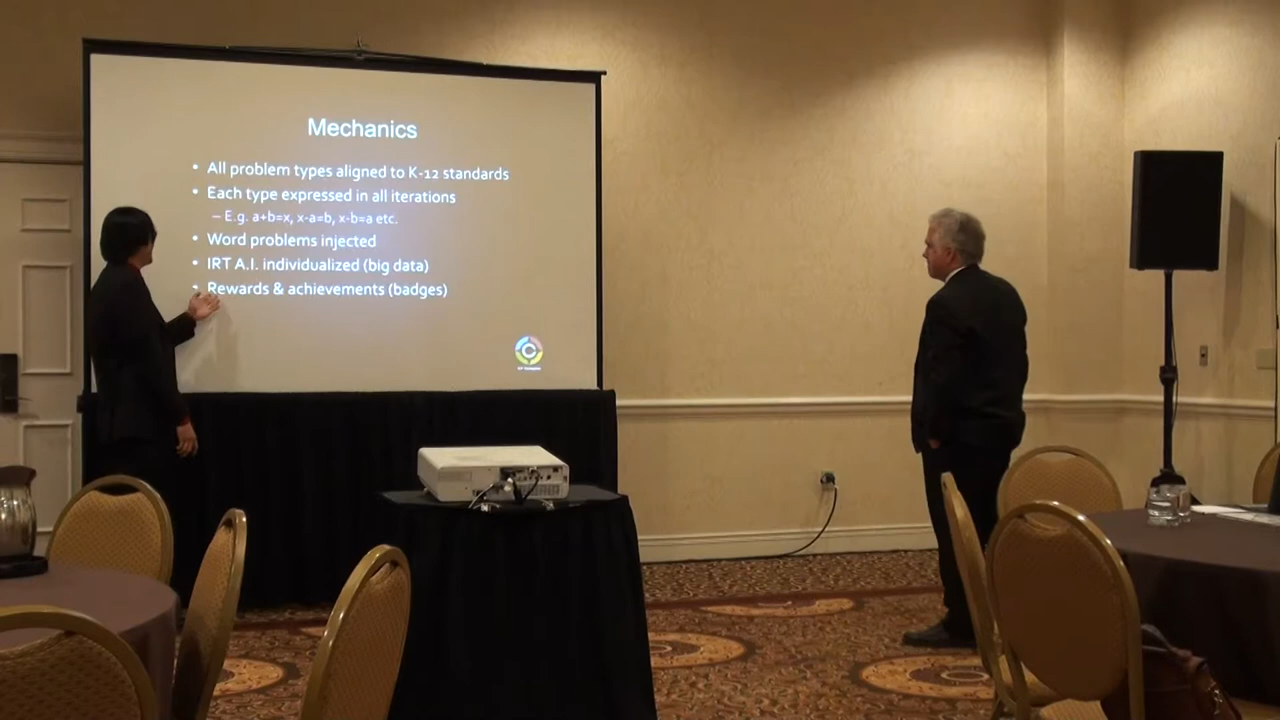 Mechanics
• All problem types aligned to K-12 standards
• Each type expressed in all iterations
– E.g. a+b=x, x-a=b, x-b=a etc.
• Word problems injected
• IRT A.I. individualized (big data)
• Rewards & achievements (badges)
C